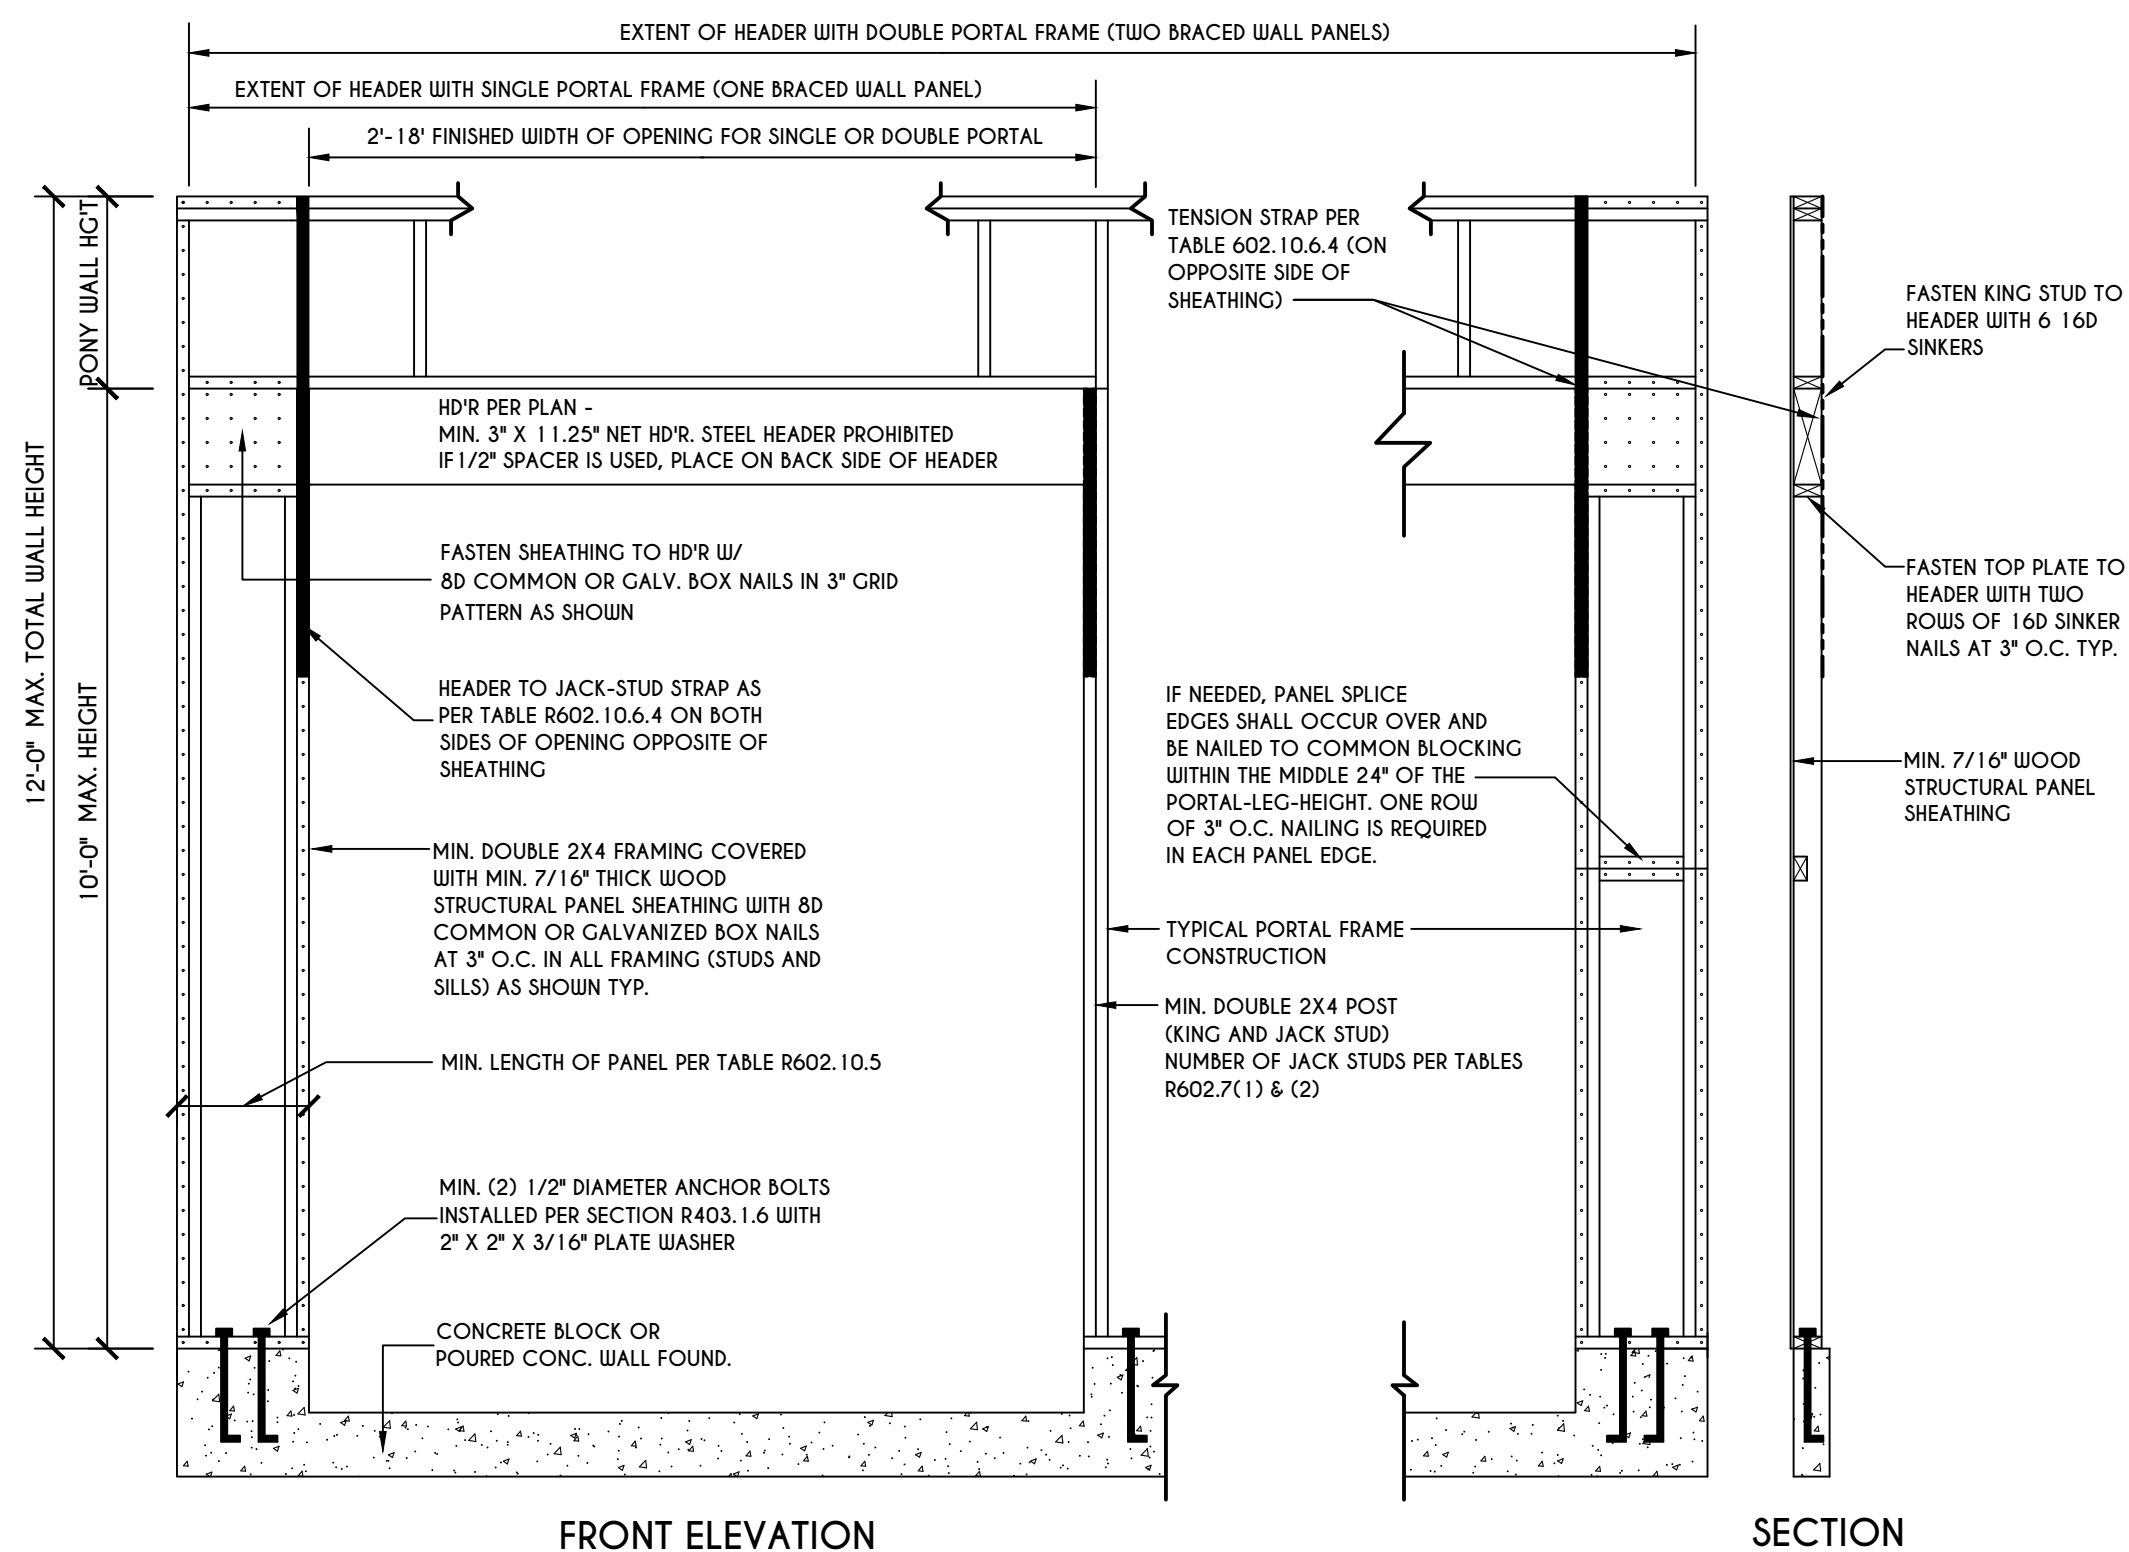 EXTENT OF HEADER WITH DOUBLE PORTAL FRAME (TWO BRACED WALL PANELS)
EXTENT OF HEADER WITH SINGLE PORTAL FRAME (ONE BRACED WALL PANEL)
2'-18' FINISHED WIDTH OF OPENING FOR SINGLE OR DOUBLE PORTAL
12'-0" MAX. TOTAL WALL HEIGHT
PONY WALL HG'T
10'-0" MAX. HEIGHT
TENSION STRAP PER
TABLE 602.10.6.4 (ON
OPPOSITE SIDE OF
SHEATHING)
FASTEN KING STUD TO
HEADER WITH 6 16D
SINKERS
HD'R PER PLAN -
MIN. 3" X 11.25" NET HD'R. STEEL HEADER PROHIBITED
IF 1/2" SPACER IS USED, PLACE ON BACK SIDE OF HEADER
FASTEN SHEATHING TO HD'R W/
8D COMMON OR GALV. BOX NAILS IN 3" GRID
PATTERN AS SHOWN
FASTEN TOP PLATE TO
HEADER WITH TWO
ROWS OF 16D SINKER
NAILS AT 3" O.C. TYP.
HEADER TO JACK-STUD STRAP AS
PER TABLE R602.10.6.4 ON BOTH
SIDES OF OPENING OPPOSITE OF
SHEATHING
IF NEEDED, PANEL SPLICE
EDGES SHALL OCCUR OVER AND
BE NAILED TO COMMON BLOCKING
WITHIN THE MIDDLE 24" OF THE
PORTAL-LEG-HEIGHT. ONE ROW
OF 3" O.C. NAILING IS REQUIRED
IN EACH PANEL EDGE.
MIN. 7/16" WOOD
STRUCTURAL PANEL
SHEATHING
MIN. DOUBLE 2X4 FRAMING COVERED
WITH MIN. 7/16" THICK WOOD
STRUCTURAL PANEL SHEATHING WITH 8D
COMMON OR GALVANIZED BOX NAILS
AT 3" O.C. IN ALL FRAMING (STUDS AND
SILLS) AS SHOWN TYP.
TYPICAL PORTAL FRAME
CONSTRUCTION
MIN. DOUBLE 2X4 POST
(KING AND JACK STUD)
NUMBER OF JACK STUDS PER TABLES
R602.7(1) & (2)
MIN. LENGTH OF PANEL PER TABLE R602.10.5
MIN. (2) 1/2" DIAMETER ANCHOR BOLTS
INSTALLED PER SECTION R403.1.6 WITH
2" X 2" X 3/16" PLATE WASHER
CONCRETE BLOCK OR
POURED CONC. WALL FOUND.
FRONT ELEVATION
SECTION